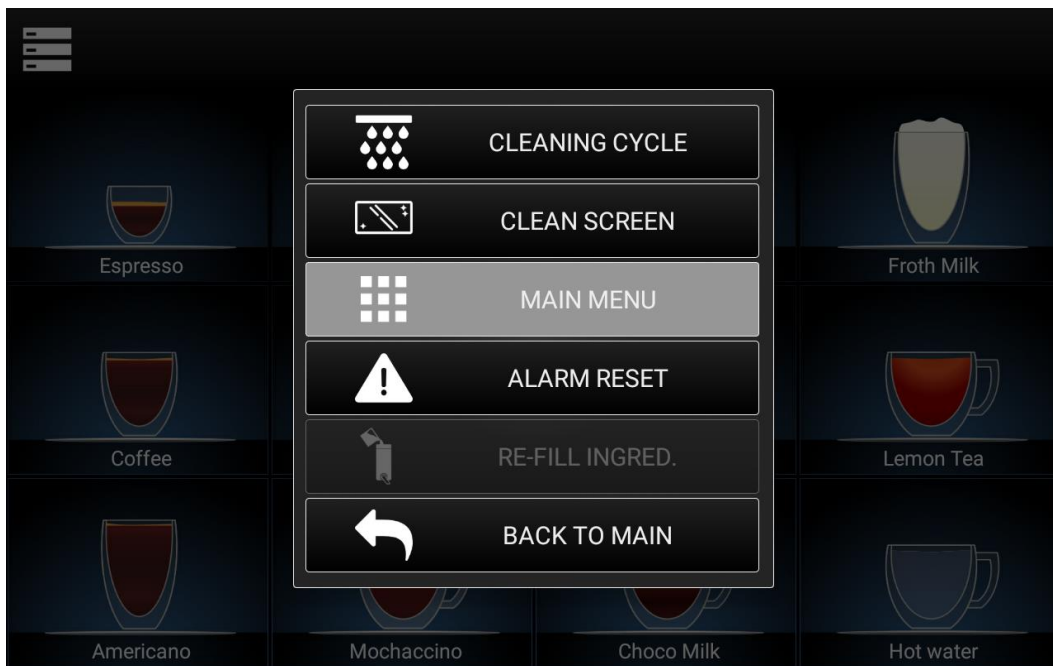 CLEANING CYCLE
CLEAN SCREEN
MAIN MENU
ALARM RESET
RE-FILL INGRED.
BACK TO MAIN
Espresso
Froth Milk
Coffee
Lemon Tea
Americano
Mochaccino
Choco Milk
Hot water